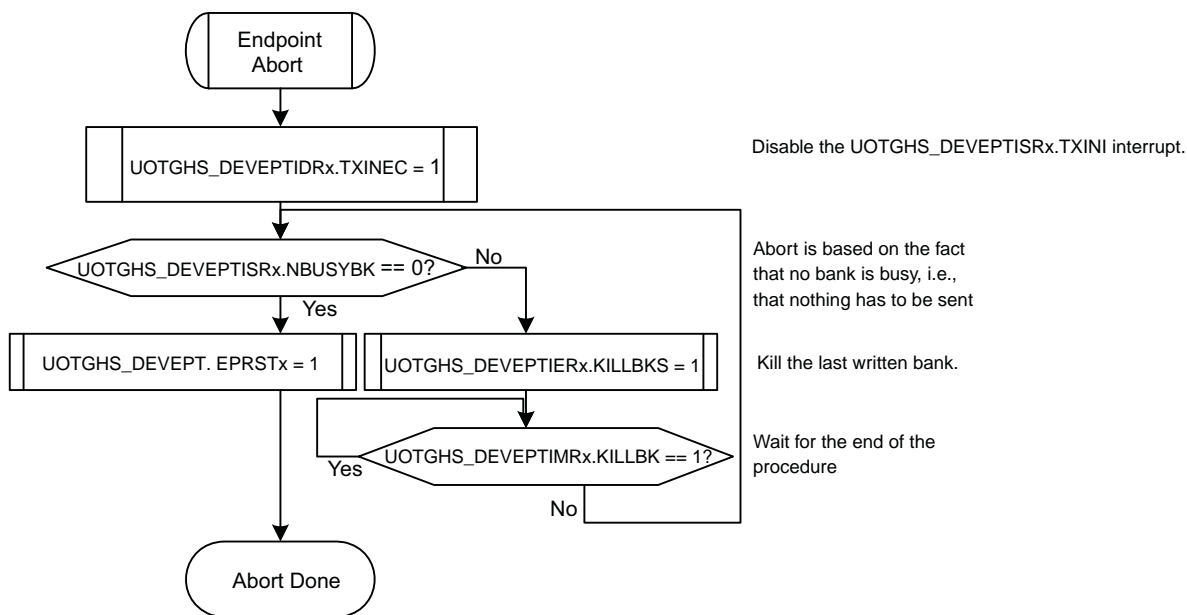 Endpoint
Abort
UOTGHS_DEVEPTIDRx.TXINEC = 1
Disable the UOTGHS_DEVEPTISRx.TXINI interrupt.
UOTGHS_DEVEPTISRx.NBUSYBK == 0?
No
Yes
Abort is based on the fact
that no bank is busy, i.e.,
that nothing has to be sent
UOTGHS_DEVEPT. EPRSTx = 1
UOTGHS_DEVEPTIERx.KILLBKS = 1
Kill the last written bank.
UOTGHS_DEVEPTIMRx.KILLBK == 1?
Yes
No
Wait for the end of the
procedure
Abort Done